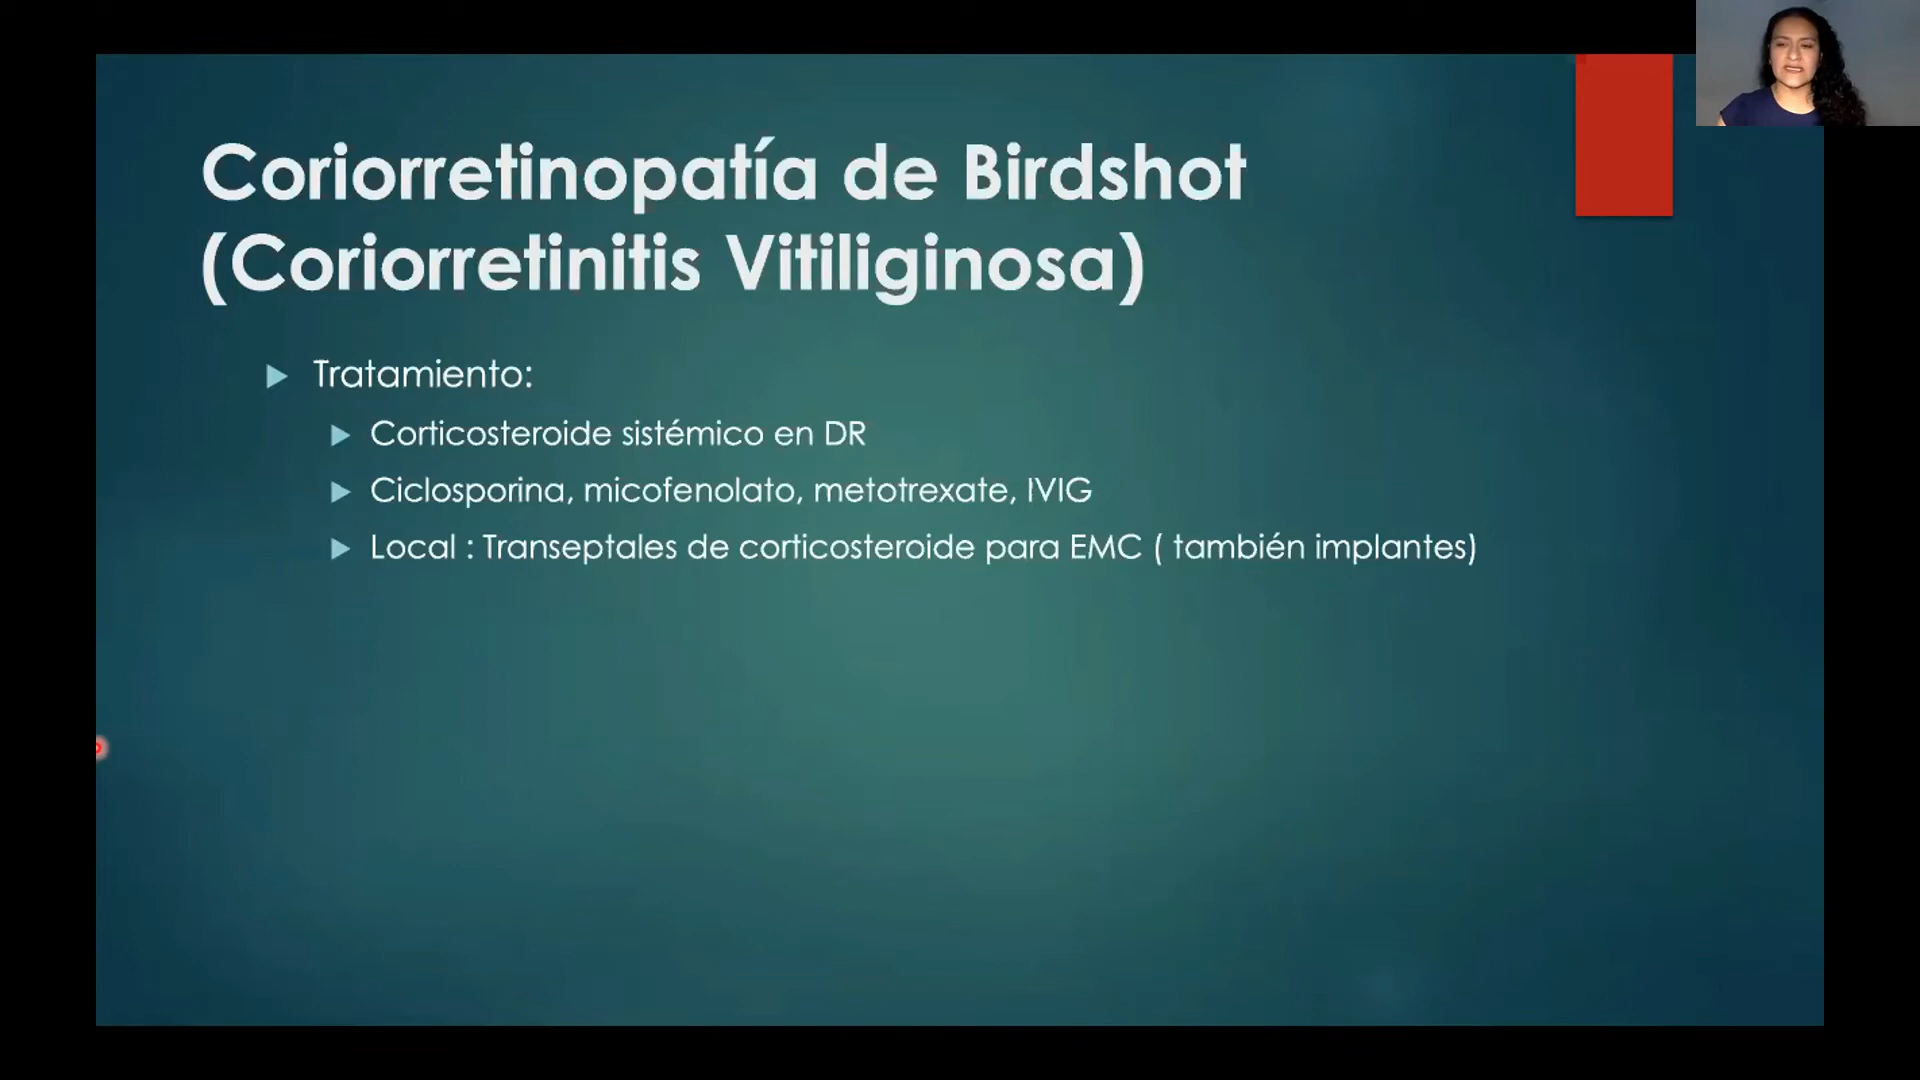 Coriorretinopatía de Birdshot
(Coriorretinitis Vitiliginosa)
Tratamiento:
Corticosteroide sistémico en DR
Ciclosporina, micofenolato, metotrexate, IVIG
Local : Transeptales de corticosteroide para EMC ( también implantes)